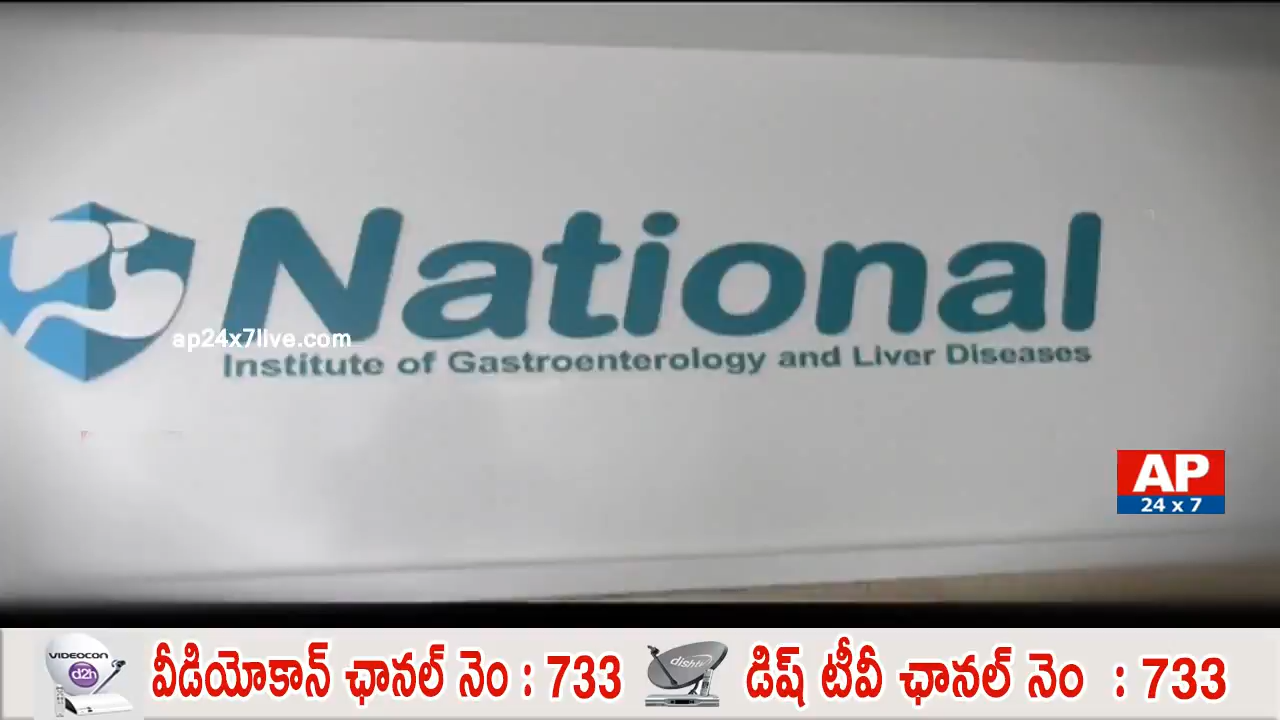 National
ap24x7live.com
Institute of Gastroenterology and Liver Diseases
AP
24 x 7
VIDEOCON
d2h
వీడియోకాన్ ఛానల్ నెం : 733
dishtv
డిష్ టీవీ ఛానల్ నెం : 733